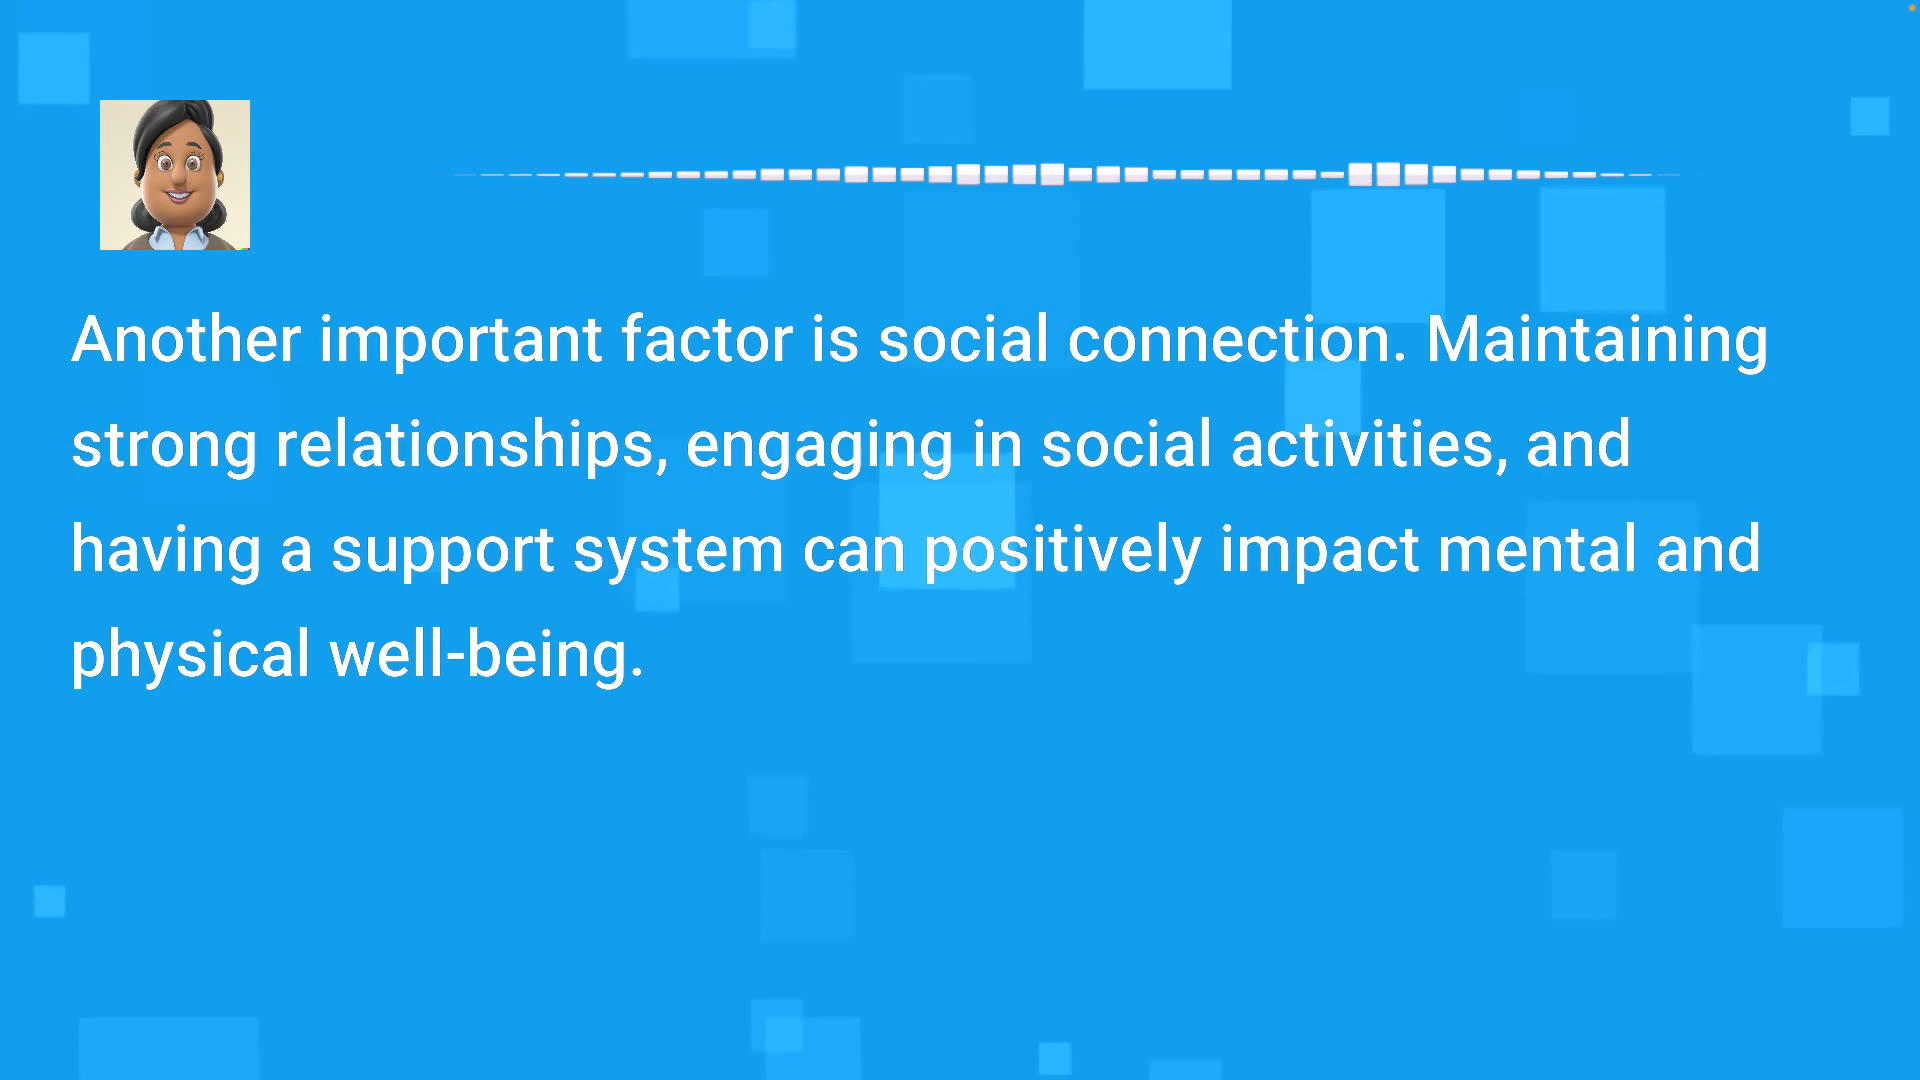 Another important factor is social connection. Maintaining
strong relationships, engaging in social activities, and
having a support system can positively impact mental and
physical well-being.